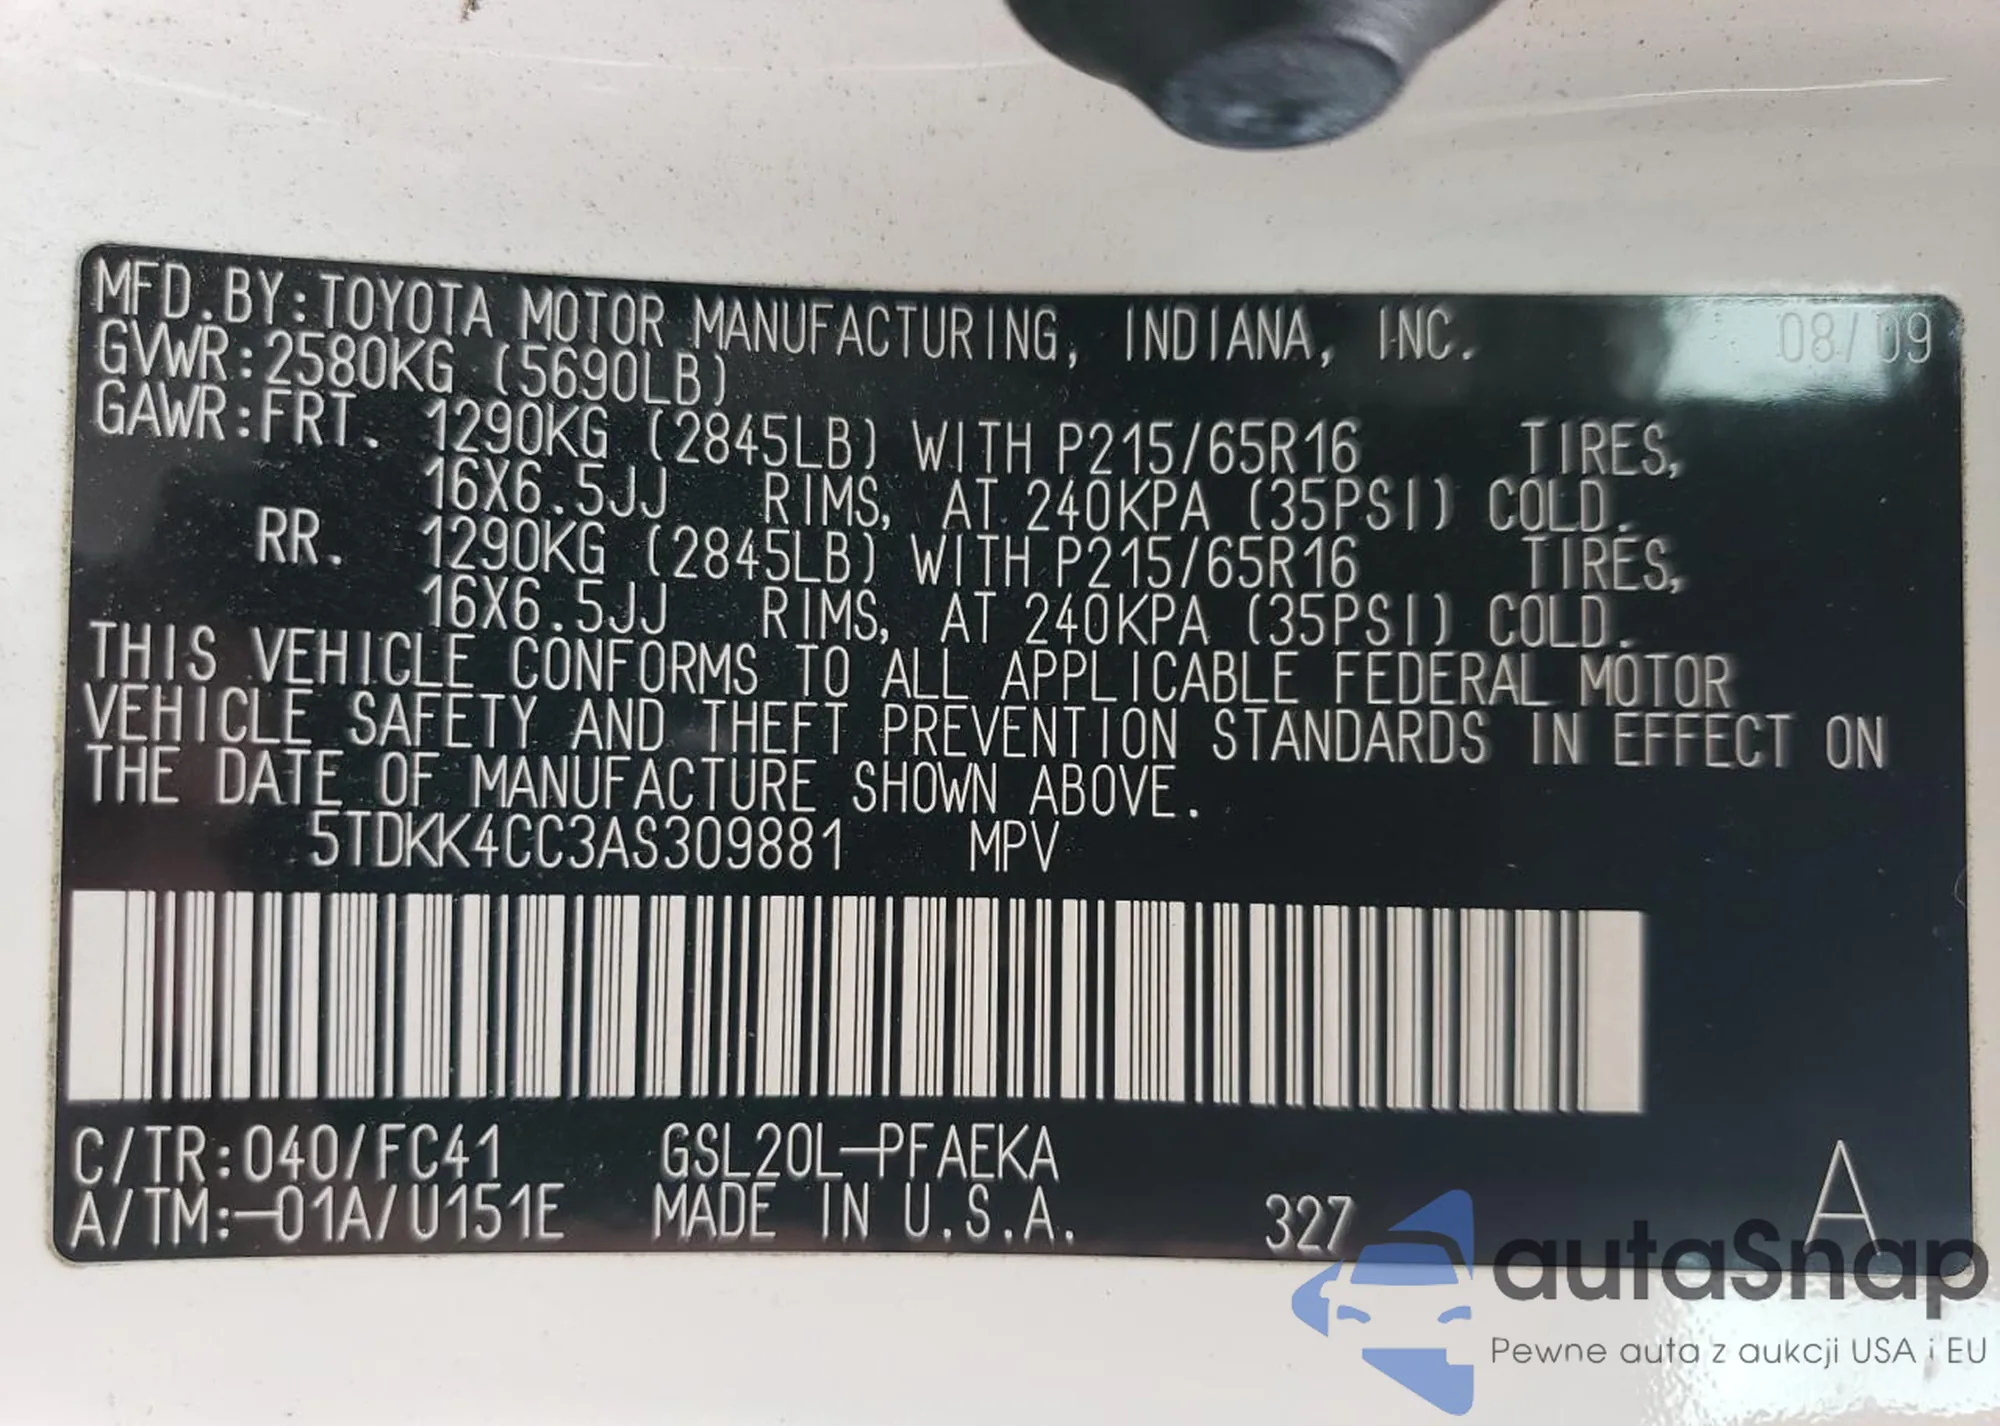 MFD.BY:TOYOTA MOTOR MANUFACTURING, INDIANA, INC. 08/09
GVWR:2580KG (5690LB)
GAWR:FRT. 1290KG (2845LB) WITH P215/65R16 TIRES,
16X6.5JJ RIMS, AT 240KPA (35PSI) COLD.
RR. 1290KG (2845LB) WITH P215/65R16 TIRES,
16X6.5JJ RIMS, AT 240KPA (35PSI) COLD.
THIS VEHICLE CONFORMS TO ALL APPLICABLE FEDERAL MOTOR
VEHICLE SAFETY AND THEFT PREVENTION STANDARDS IN EFFECT ON
THE DATE OF MANUFACTURE SHOWN ABOVE.
5TDKK4CC3AS309881 MPV
C/TR:040/FC41 GSL20L-PFAEKA
A/TM:-01A/U151E MADE IN U.S.A. 327 A
autoSnap
Pewne auta z aukcji USA i EU